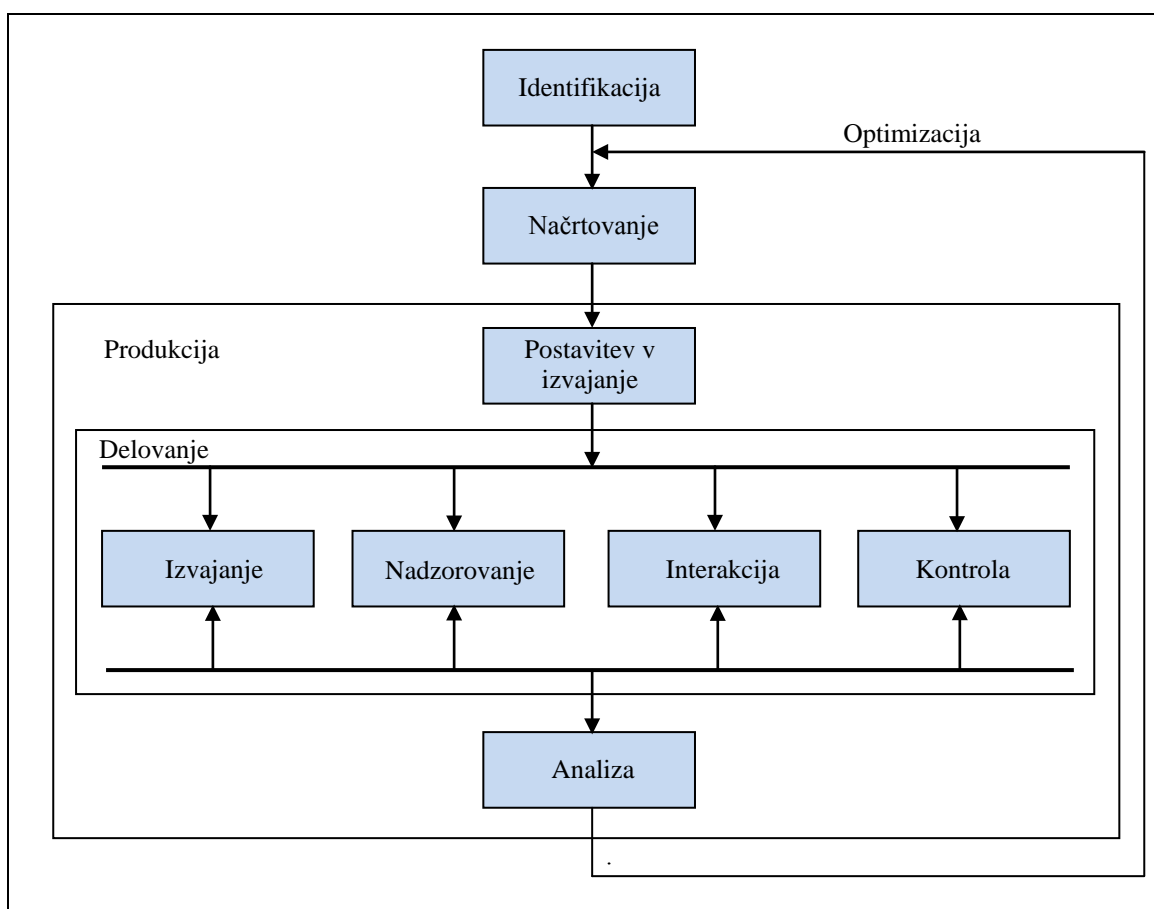 Identifikacija
Optimizacija
Načrtovanje
Produkcija
Postavitev v
izvajanje
Delovanje
Izvajanje
Nadzorovanje
Interakcija
Kontrola
Analiza
.